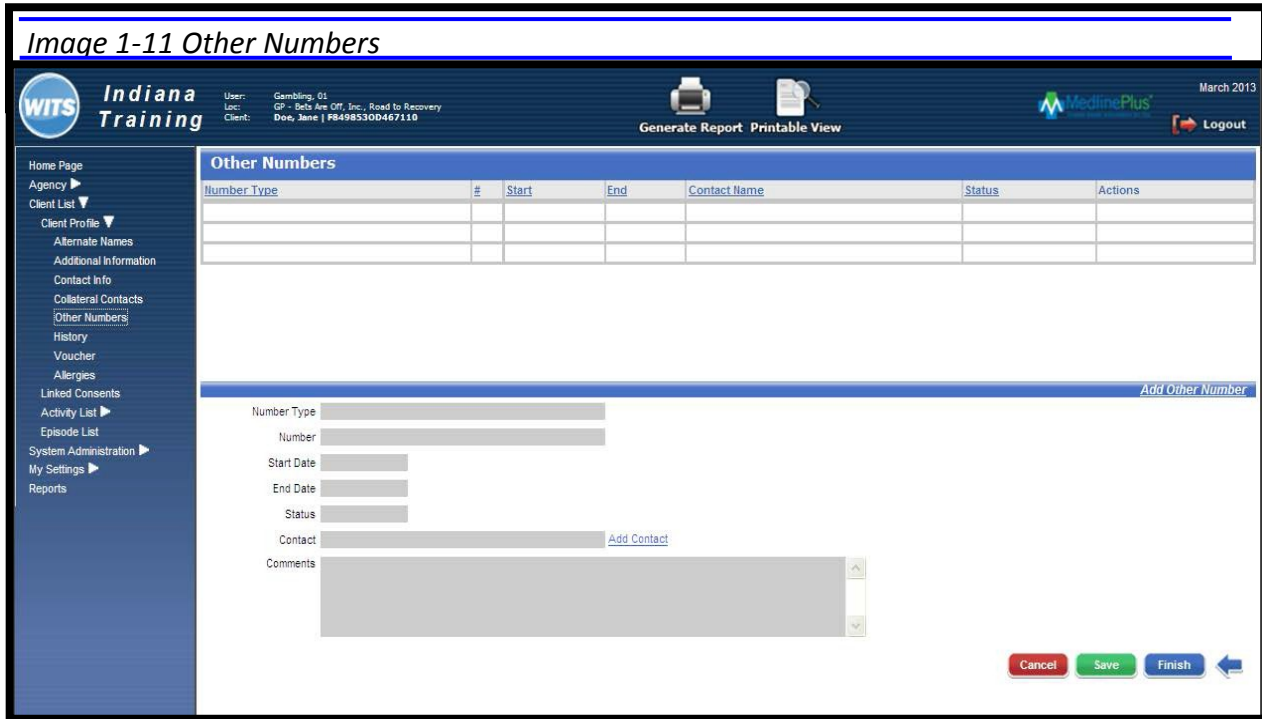 Image 1-11 Other Numbers
WITS
Indiana
Training
User: Gambling, 01
Loc: GP - Bets Are Off, Inc., Road to Recovery
Client: Doe, Jane | F849853OD467110
Generate Report Printable View
MedlinePlus
March 2013
Logout
Home Page
Agency
Client List
Client Profile
Alternate Names
Additional Information
Contact Info
Collateral Contacts
Other Numbers
History
Voucher
Allergies
Linked Consents
Activity List
Episode List
System Administration
My Settings
Reports
Other Numbers
Number Type # Start End Contact Name Status Actions
Add Other Number
Number Type
Number
Start Date
End Date
Status
Contact Add Contact
Comments
Cancel Save Finish